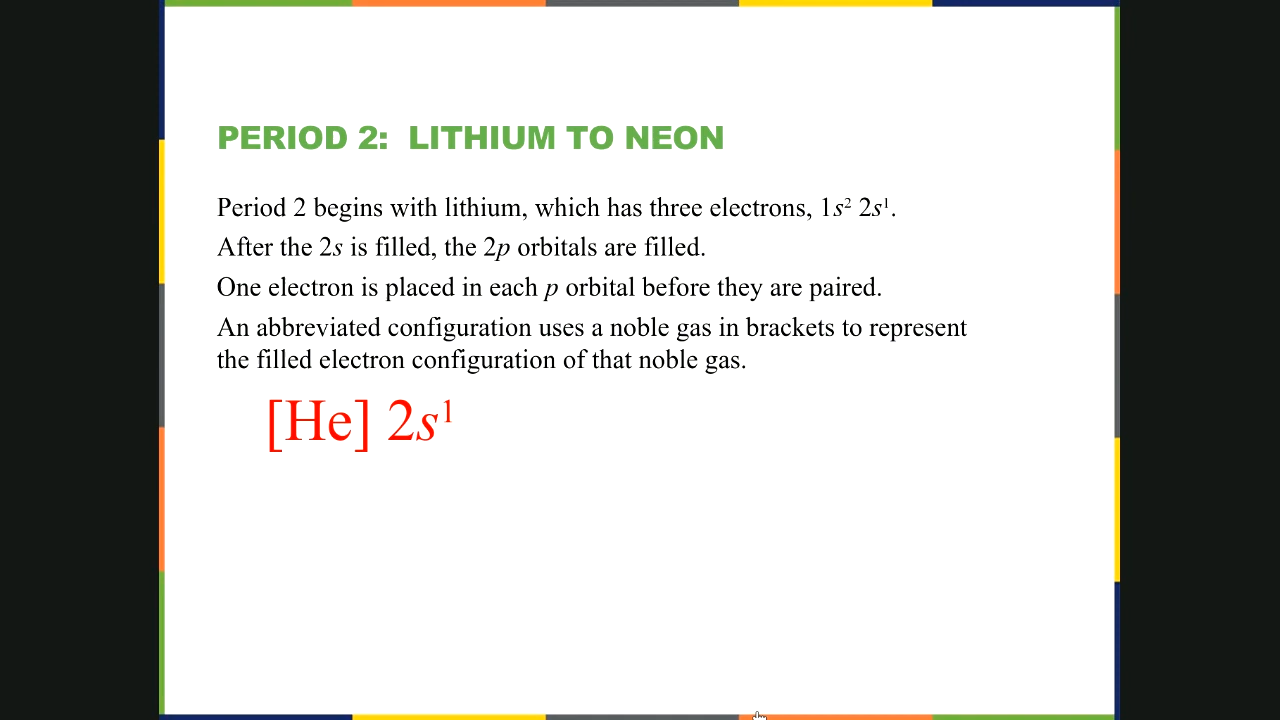 PERIOD 2: LITHIUM TO NEON
Period 2 begins with lithium, which has three electrons, 1s² 2s¹.
After the 2s is filled, the 2p orbitals are filled.
One electron is placed in each p orbital before they are paired.
An abbreviated configuration uses a noble gas in brackets to represent
the filled electron configuration of that noble gas.
[He] 2s¹